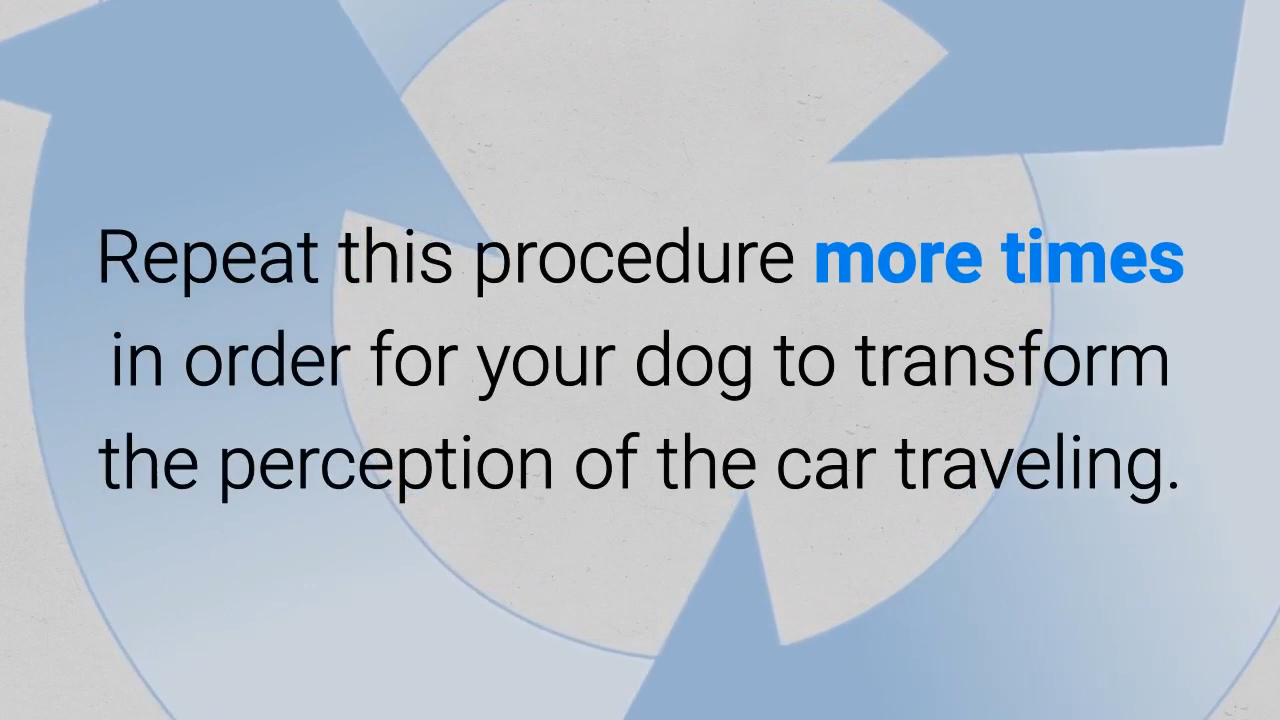 Repeat this procedure more times
in order for your dog to transform
the perception of the car traveling.